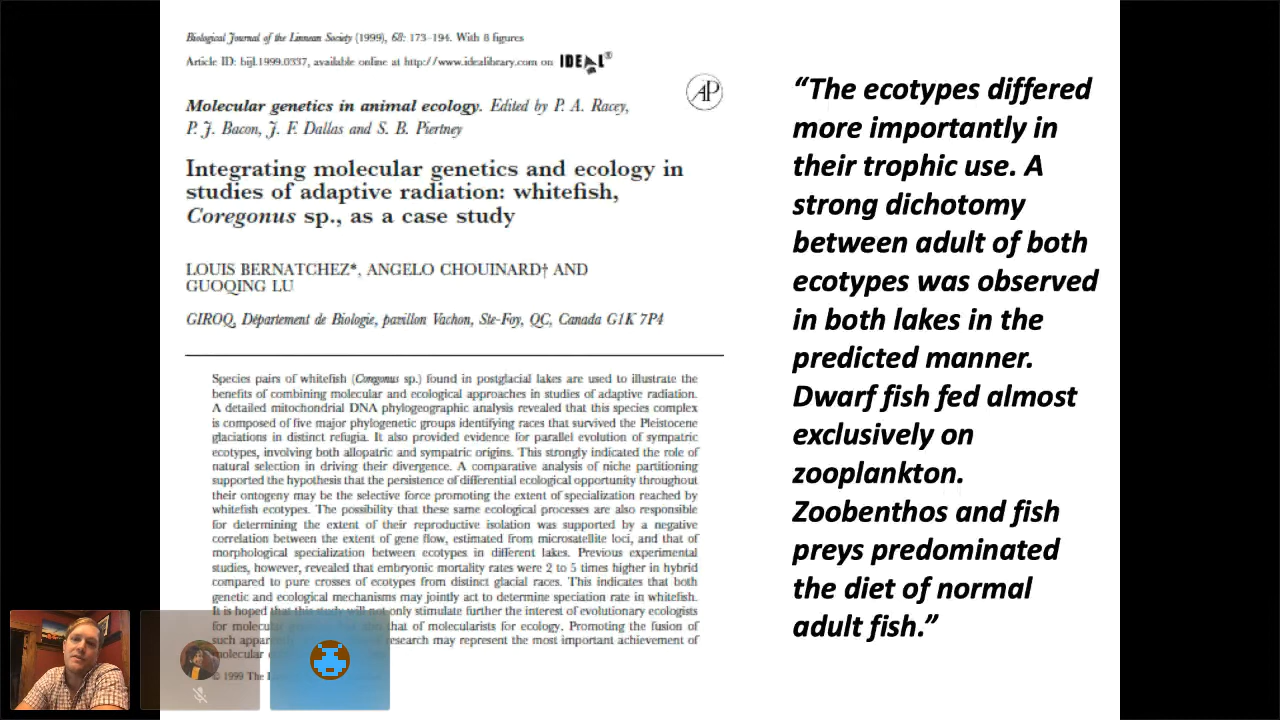 Biological Journal of the Linnean Society (1999), 68: 173–194. With 8 figures
Article ID: bijl.1999.0337, available online at http://www.idealibrary.com on IDEAL®
AP
Molecular genetics in animal ecology. Edited by P. A. Racey,
P. J. Bacon, J. F. Dallas and S. B. Piertney
Integrating molecular genetics and ecology in
studies of adaptive radiation: whitefish,
Coregonus sp., as a case study
LOUIS BERNATCHEZ*, ANGELO CHOUINARD† AND
GUOQING LU
GIROQ, Département de Biologie, pavillon Vachon, Ste-Foy, QC, Canada G1K 7P4
Species pairs of whitefish (Coregonus sp.) found in postglacial lakes are used to illustrate the
benefits of combining molecular and ecological approaches in studies of adaptive radiation.
A detailed mitochondrial DNA phylogeographic analysis revealed that this species complex
is composed of five major phylogenetic groups identifying races that survived the Pleistocene
glaciations in distinct refugia. It also provided evidence for parallel evolution of sympatric
ecotypes, involving both allopatric and sympatric origins. This strongly indicated the role of
natural selection in driving their divergence. A comparative analysis of niche partitioning
supported the hypothesis that the persistence of differential ecological opportunity throughout
their ontogeny may be the selective force promoting the extent of specialization reached by
whitefish ecotypes. The possibility that these same ecological processes are also responsible
for determining the extent of their reproductive isolation was supported by a negative
correlation between the extent of gene flow, estimated from microsatellite loci, and that of
morphological specialization between ecotypes in different lakes. Previous experimental
studies, however, revealed that embryonic mortality rates were 2 to 5 times higher in hybrid
compared to pure crosses of ecotypes from distinct glacial races. This indicates that both
genetic and ecological mechanisms may jointly act to determine speciation rate in whitefish.
It is hoped that this study will not only stimulate further the interest of evolutionary ecologists
for molecular that of molecularists for ecology. Promoting the fusion of
such research may represent the most important achievement of
molecular
© 1999 The
“The ecotypes differed
more importantly in
their trophic use. A
strong dichotomy
between adult of both
ecotypes was observed
in both lakes in the
predicted manner.
Dwarf fish fed almost
exclusively on
zooplankton.
Zoobenthos and fish
preys predominated
the diet of normal
adult fish.”